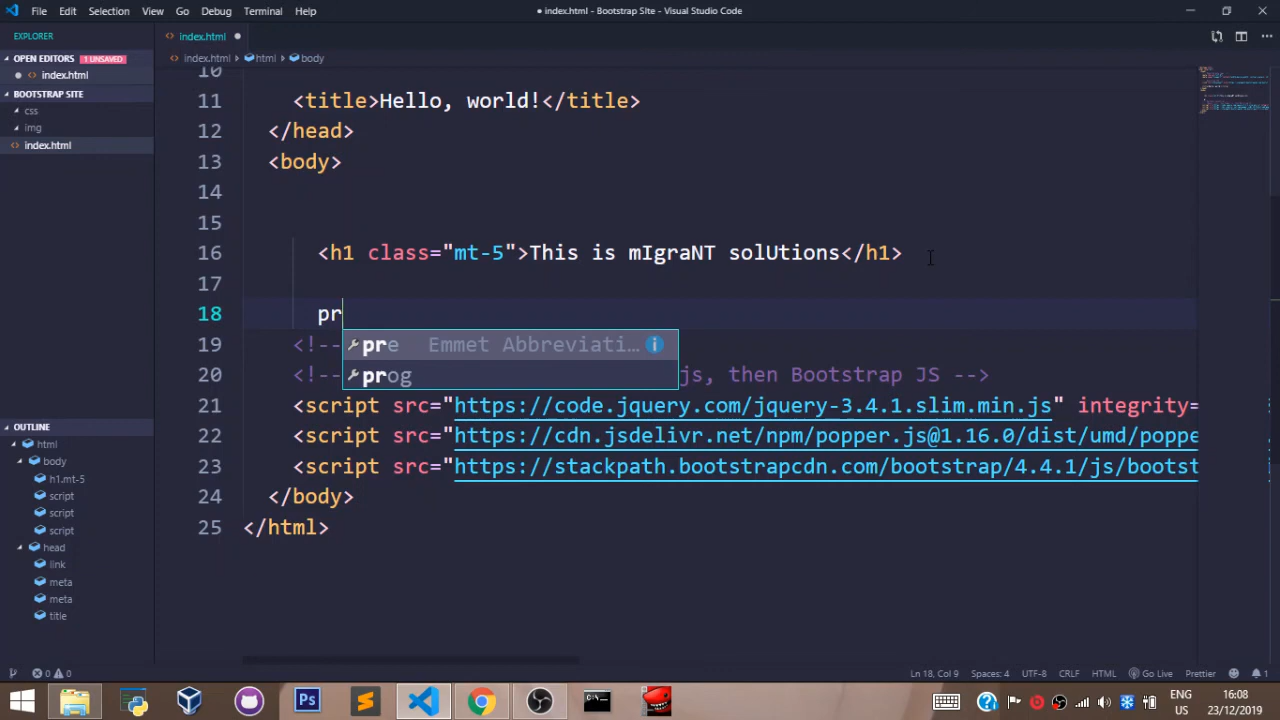 File Edit Selection View Go Debug Terminal Help
● index.html - Bootstrap Site - Visual Studio Code
EXPLORER
OPEN EDITORS 1 UNSAVED
index.html
BOOTSTRAP SITE
css
img
index.html
OUTLINE
html
body
h1.mt-5
script
script
script
head
link
meta
meta
title
index.html
index.html html body
10
11 <title>Hello, world!</title>
12 </head>
13 <body>
14
15
16 <h1 class="mt-5">This is mIgraNT solUtions</h1>
17
18 pr
pre Emmet Abbreviati...
prog
19 <!--
20 <!-- js, then Bootstrap JS -->
21 <script src="https://code.jquery.com/jquery-3.4.1.slim.min.js" integrity=
22 <script src="https://cdn.jsdelivr.net/npm/popper.js@1.16.0/dist/umd/poppe
23 <script src="https://stackpath.bootstrapcdn.com/bootstrap/4.4.1/js/bootst
24 </body>
25 </html>
0 0 Ln 18, Col 9 Spaces: 4 UTF-8 CRLF HTML Go Live Prettier 1
Ps ENG 16:08
US 23/12/2019